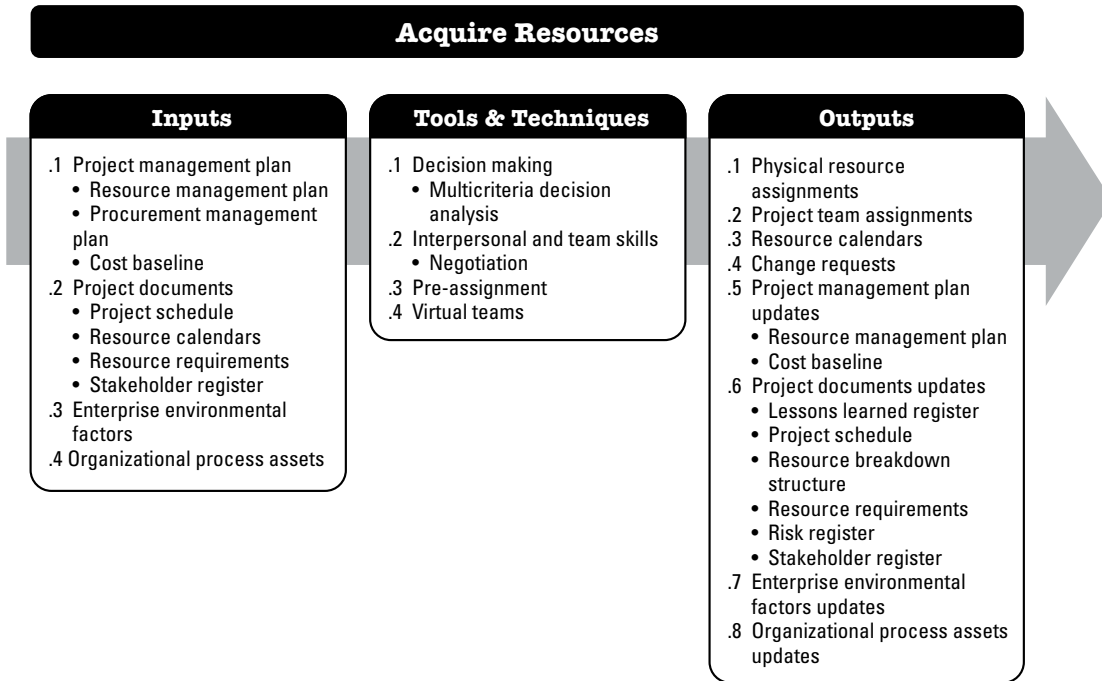 Acquire Resources
Inputs
.1 Project management plan
• Resource management plan
• Procurement management
plan
• Cost baseline
.2 Project documents
• Project schedule
• Resource calendars
• Resource requirements
• Stakeholder register
.3 Enterprise environmental
factors
.4 Organizational process assets
Tools & Techniques
.1 Decision making
• Multicriteria decision
analysis
.2 Interpersonal and team skills
• Negotiation
.3 Pre-assignment
.4 Virtual teams
Outputs
.1 Physical resource
assignments
.2 Project team assignments
.3 Resource calendars
.4 Change requests
.5 Project management plan
updates
• Resource management plan
• Cost baseline
.6 Project documents updates
• Lessons learned register
• Project schedule
• Resource breakdown
structure
• Resource requirements
• Risk register
• Stakeholder register
.7 Enterprise environmental
factors updates
.8 Organizational process assets
updates